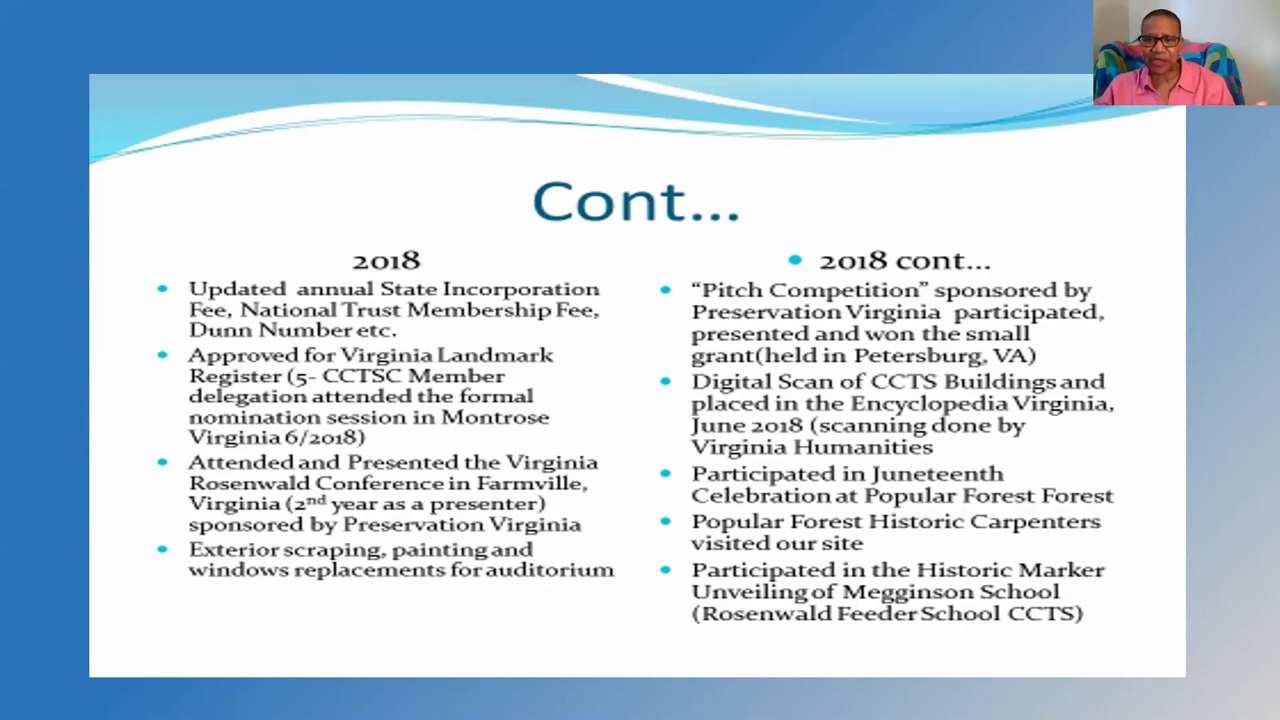 Cont...
2018
Updated annual State Incorporation
Fee, National Trust Membership Fee,
Dunn Number etc.
Approved for Virginia Landmark
Register (5- CCTSC Member
delegation attended the formal
nomination session in Montrose
Virginia 6/2018)
Attended and Presented the Virginia
Rosenwald Conference in Farmville,
Virginia (2nd year as a presenter)
sponsored by Preservation Virginia
Exterior scraping, painting and
windows replacements for auditorium
• 2018 cont...
"Pitch Competition" sponsored by
Preservation Virginia participated,
presented and won the small
grant(held in Petersburg, VA)
Digital Scan of CCTS Buildings and
placed in the Encyclopedia Virginia,
June 2018 (scanning done by
Virginia Humanities
Participated in Juneteenth
Celebration at Popular Forest Forest
Popular Forest Historic Carpenters
visited our site
Participated in the Historic Marker
Unveiling of Megginson School
(Rosenwald Feeder School CCTS)